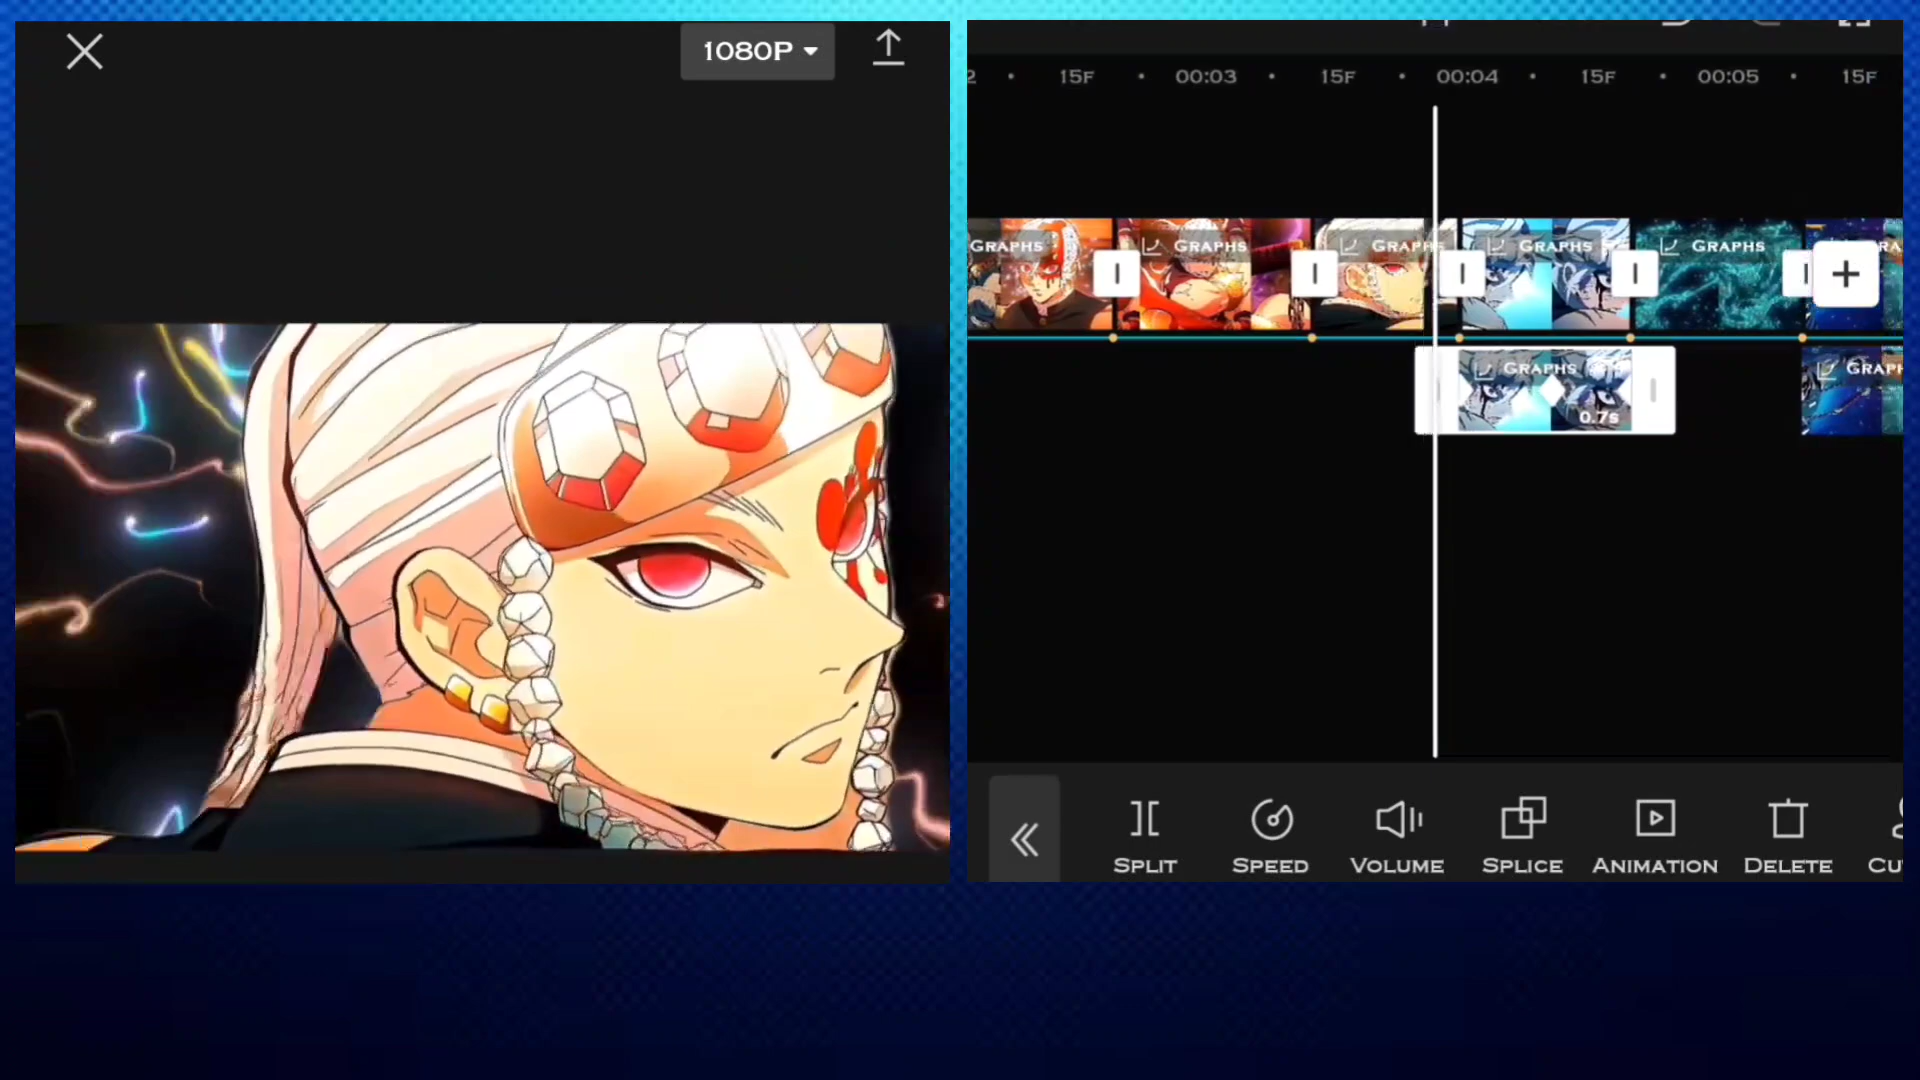 1080P
15F 00:03 15F 00:04 15F 00:05 15F
GRAPHS GRAPHS GRAPHS GRAPHS GRAPHS
GRAPHS
0.7s
SPLIT SPEED VOLUME SPLICE ANIMATION DELETE